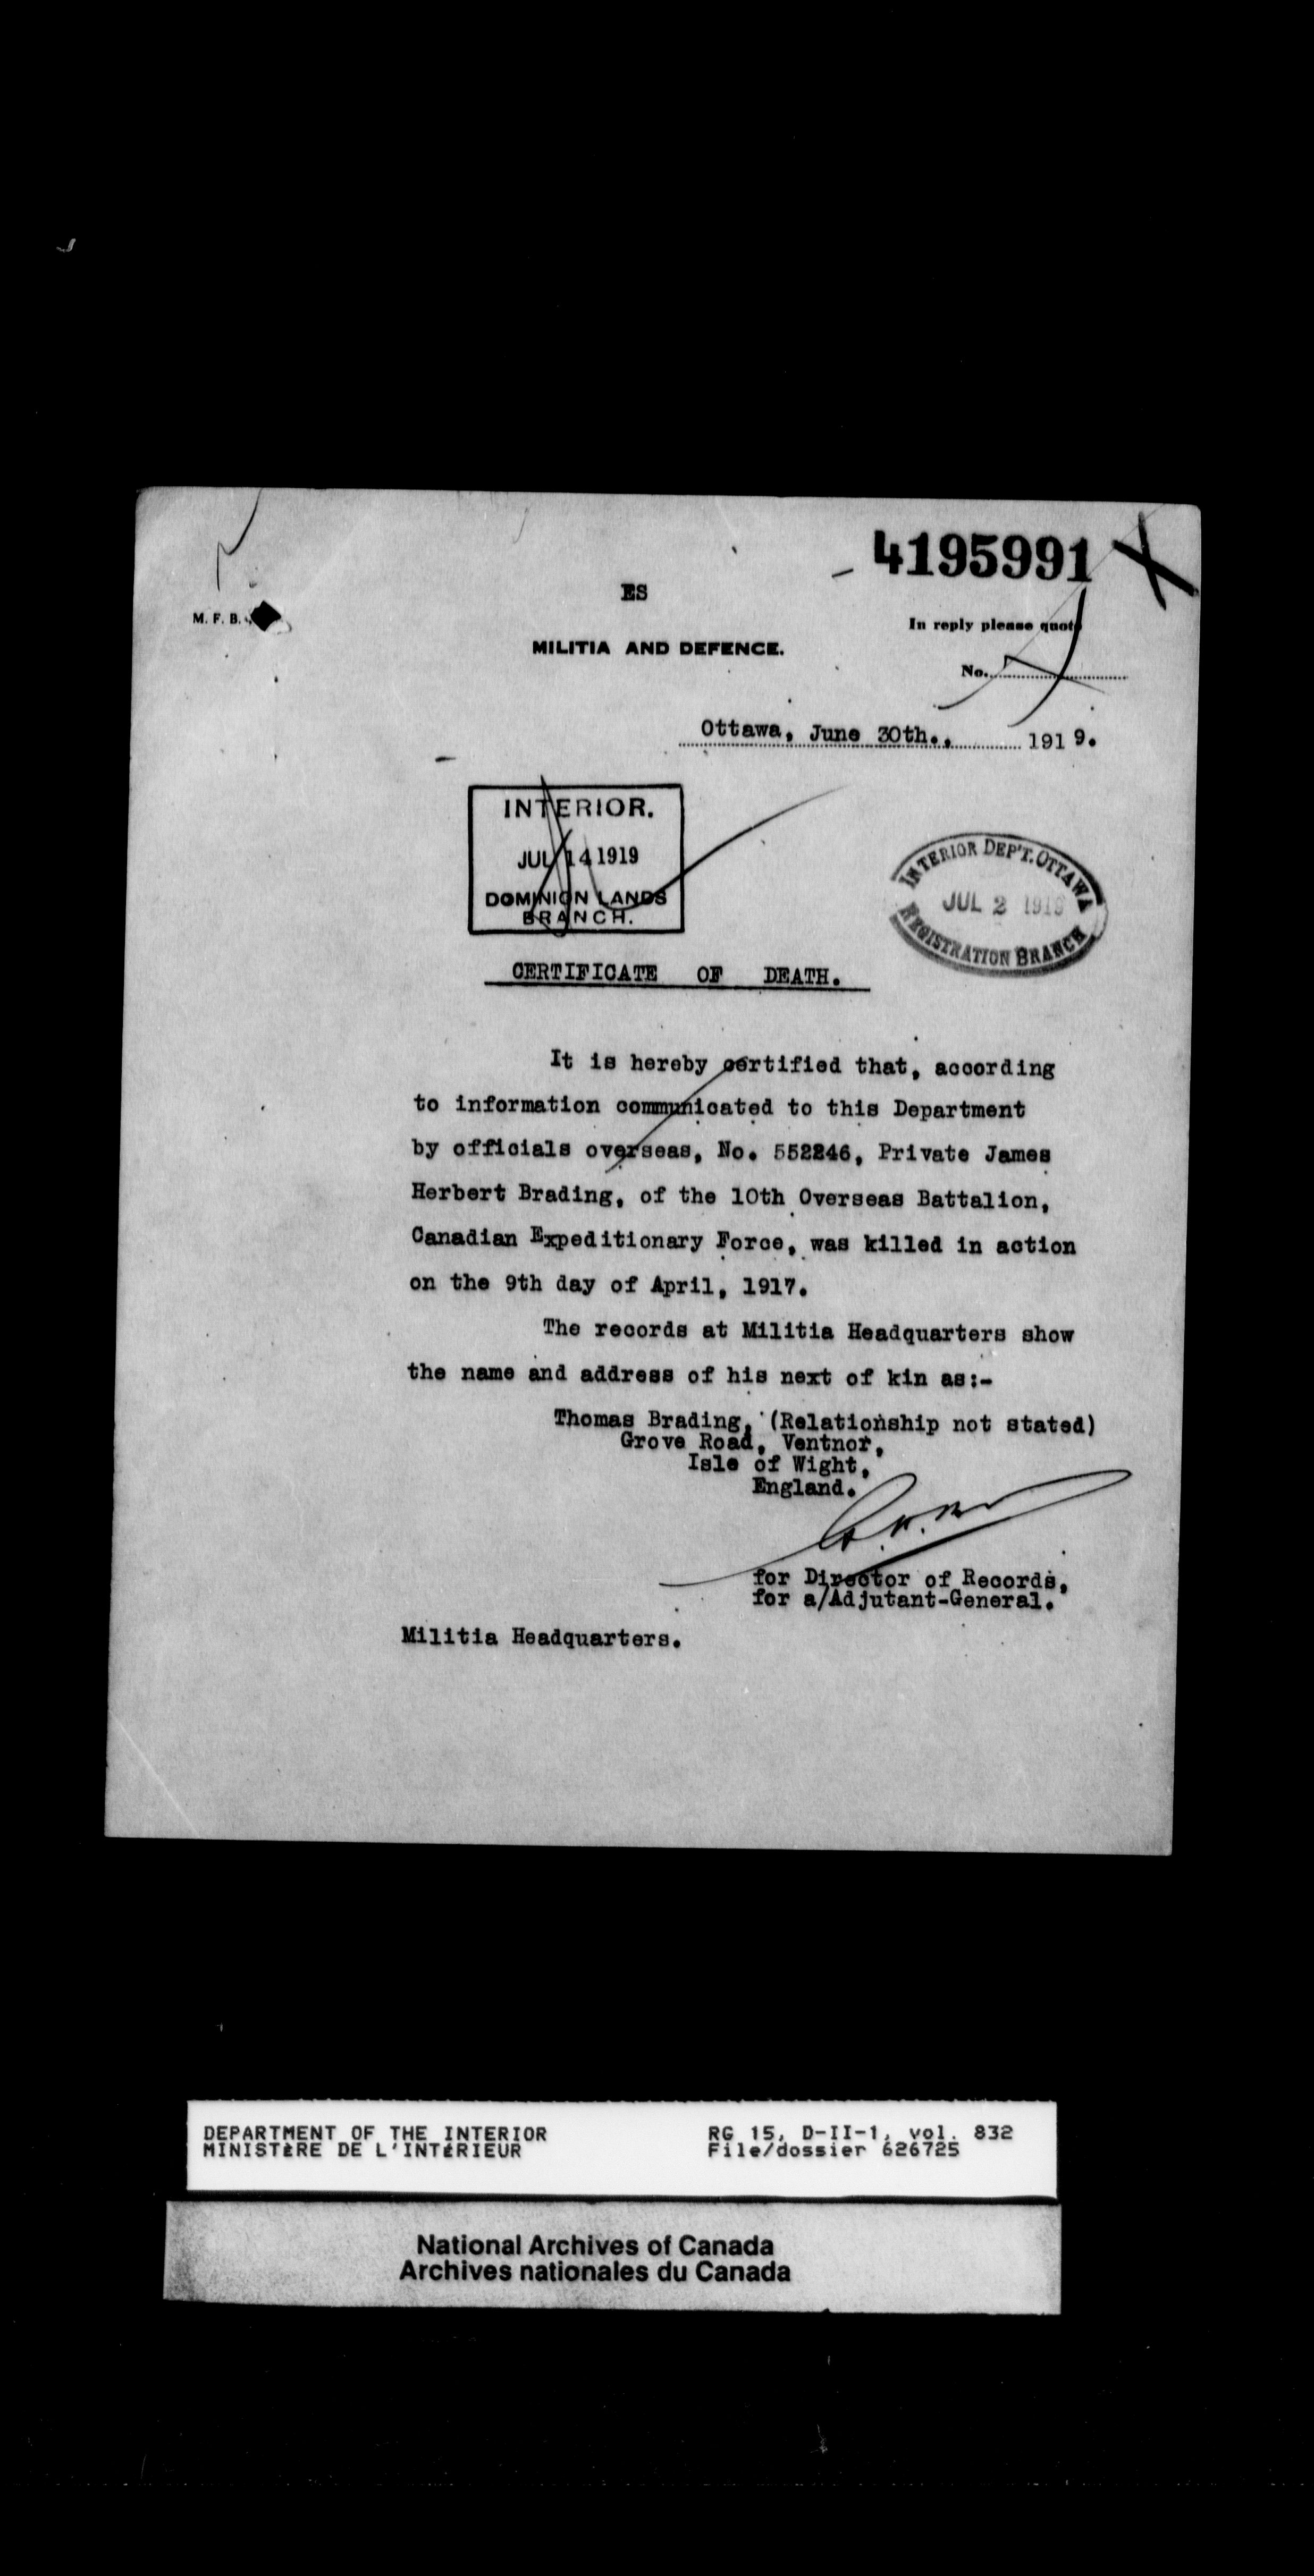 4195991
ES
M. F. B.
In reply please quote
MILITIA AND DEFENCE.
No.
Ottawa, June 30th., 1919.
INTERIOR.
JUL 14 1919
DOMINION LANDS
BRANCH.
INTERIOR DEP'T. OTTAWA
JUL 2 1919
REGISTRATION BRANCH
CERTIFICATE OF DEATH.
It is hereby certified that, according
to information communicated to this Department
by officials overseas, No. 552246, Private James
Herbert Brading, of the 10th Overseas Battalion,
Canadian Expeditionary Force, was killed in action
on the 9th day of April, 1917.
The records at Militia Headquarters show
the name and address of his next of kin as:-
Thomas Brading, (Relationship not stated)
Grove Road, Ventnor,
Isle of Wight,
England.
for Director of Records,
for a/Adjutant-General.
Militia Headquarters.
DEPARTMENT OF THE INTERIOR
MINISTÈRE DE L'INTÉRIEUR
RG 15, D-II-1, vol. 832
File/dossier 626725
National Archives of Canada
Archives nationales du Canada